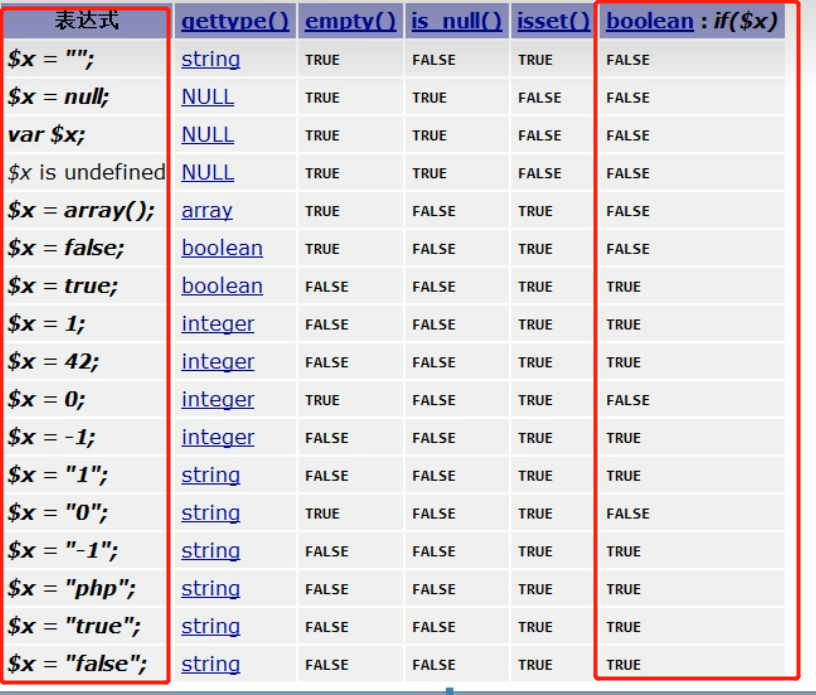 表达式 gettype() empty() is_null() isset() boolean : if($x)
$x = ""; string TRUE FALSE TRUE FALSE
$x = null; NULL TRUE TRUE FALSE FALSE
var $x; NULL TRUE TRUE FALSE FALSE
$x is undefined NULL TRUE TRUE FALSE FALSE
$x = array(); array TRUE FALSE TRUE FALSE
$x = false; boolean TRUE FALSE TRUE FALSE
$x = true; boolean FALSE FALSE TRUE TRUE
$x = 1; integer FALSE FALSE TRUE TRUE
$x = 42; integer FALSE FALSE TRUE TRUE
$x = 0; integer TRUE FALSE TRUE FALSE
$x = -1; integer FALSE FALSE TRUE TRUE
$x = "1"; string FALSE FALSE TRUE TRUE
$x = "0"; string TRUE FALSE TRUE FALSE
$x = "-1"; string FALSE FALSE TRUE TRUE
$x = "php"; string FALSE FALSE TRUE TRUE
$x = "true"; string FALSE FALSE TRUE TRUE
$x = "false"; string FALSE FALSE TRUE TRUE